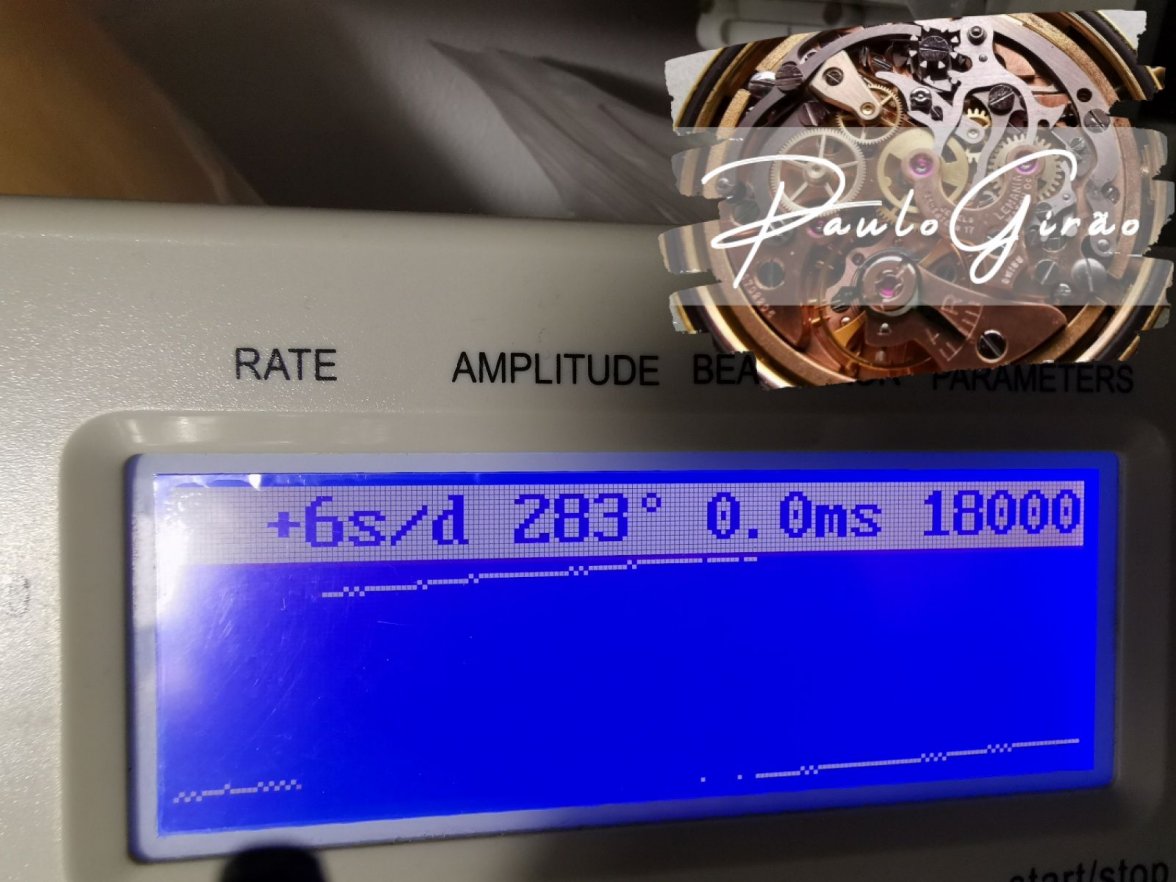 Paulo Girão
RATE AMPLITUDE PARAMETERS
+6s/d 283° 0.0ms 18000
start/stop